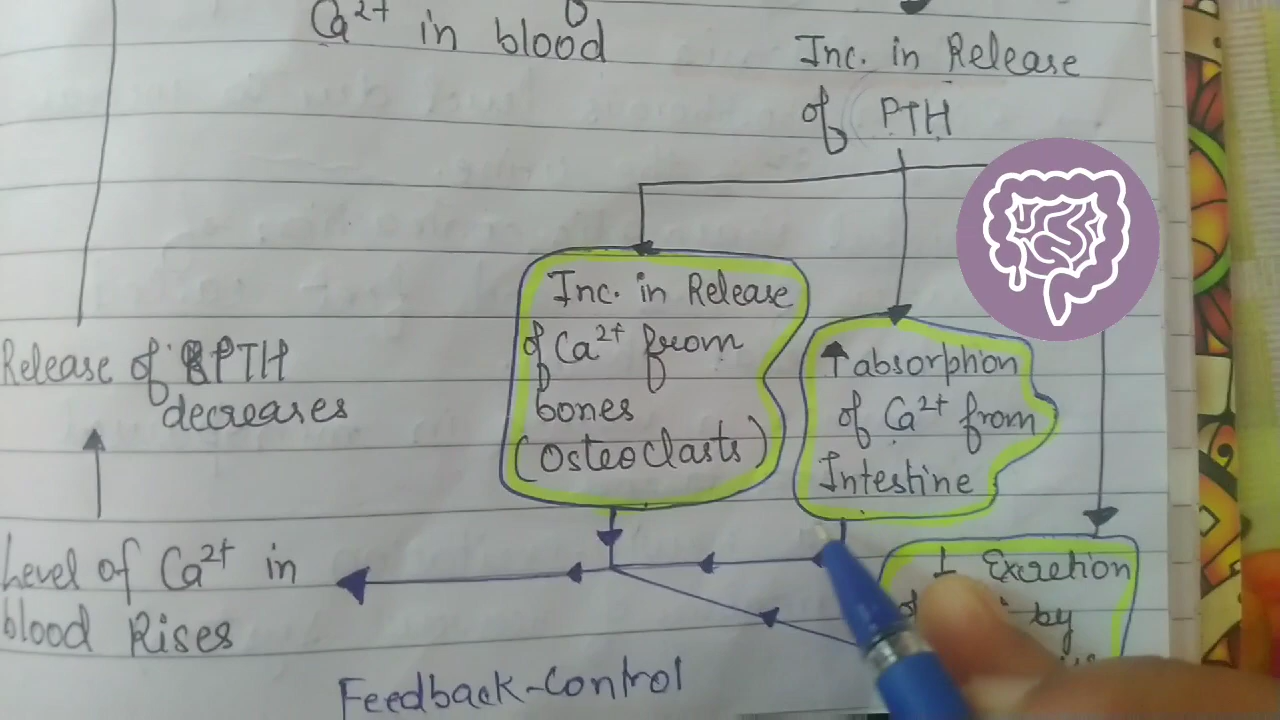 Ca²⁺ in blood
Inc. in Release
of PTH
Inc. in Release
of Ca²⁺ from
bones
(Osteoclasts)
↑ absorption
of Ca²⁺ from
Intestine
Release of PTH
decreases
Level of Ca²⁺ in
blood Rises
Excretion
by
Feedback-Control